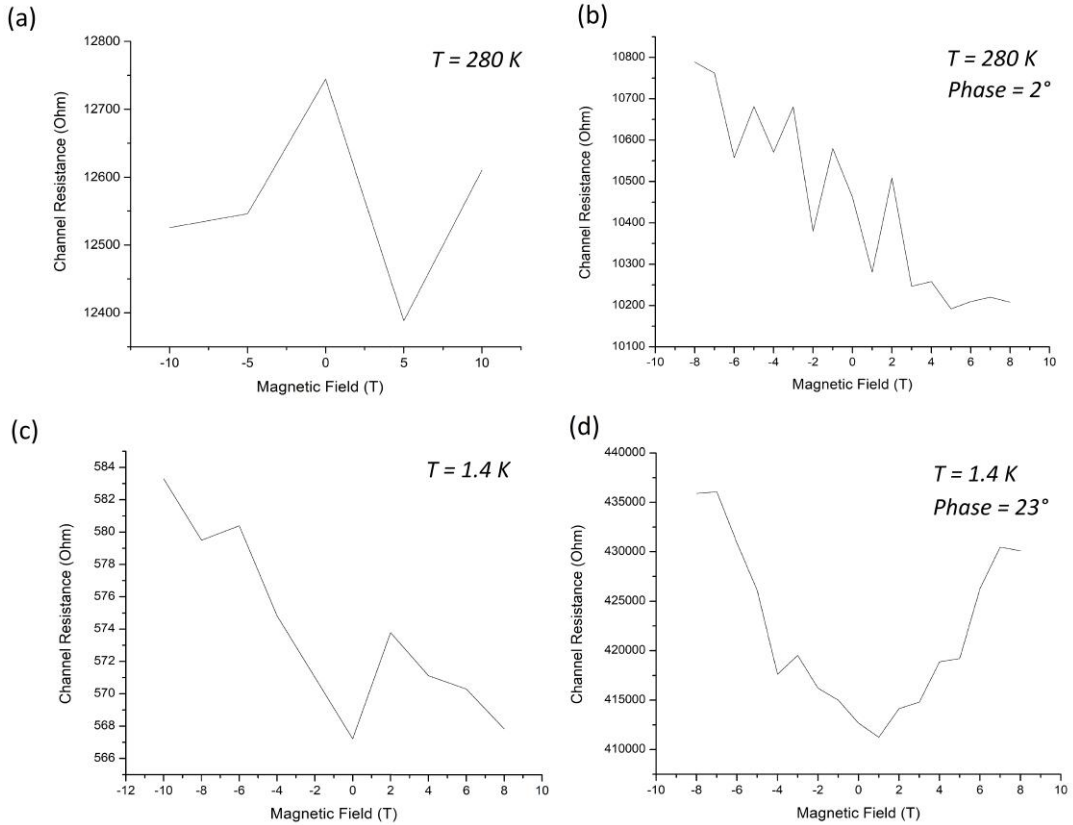 (a)
T = 280 K
Channel Resistance (Ohm)
12800
12700
12600
12500
12400
-10 -5 0 5 10
Magnetic Field (T)
(b)
T = 280 K
Phase = 2°
Channel Resistance (Ohm)
10800
10700
10600
10500
10400
10300
10200
10100
-10 -8 -6 -4 -2 0 2 4 6 8 10
Magnetic Field (T)
(c)
T = 1.4 K
Channel Resistance (Ohm)
584
582
580
578
576
574
572
570
568
566
-12 -10 -8 -6 -4 -2 0 2 4 6 8 10
Magnetic Field (T)
(d)
T = 1.4 K
Phase = 23°
Channel Resistance (Ohm)
440000
435000
430000
425000
420000
415000
410000
-10 -8 -6 -4 -2 0 2 4 6 8 10
Magnetic Field (T)